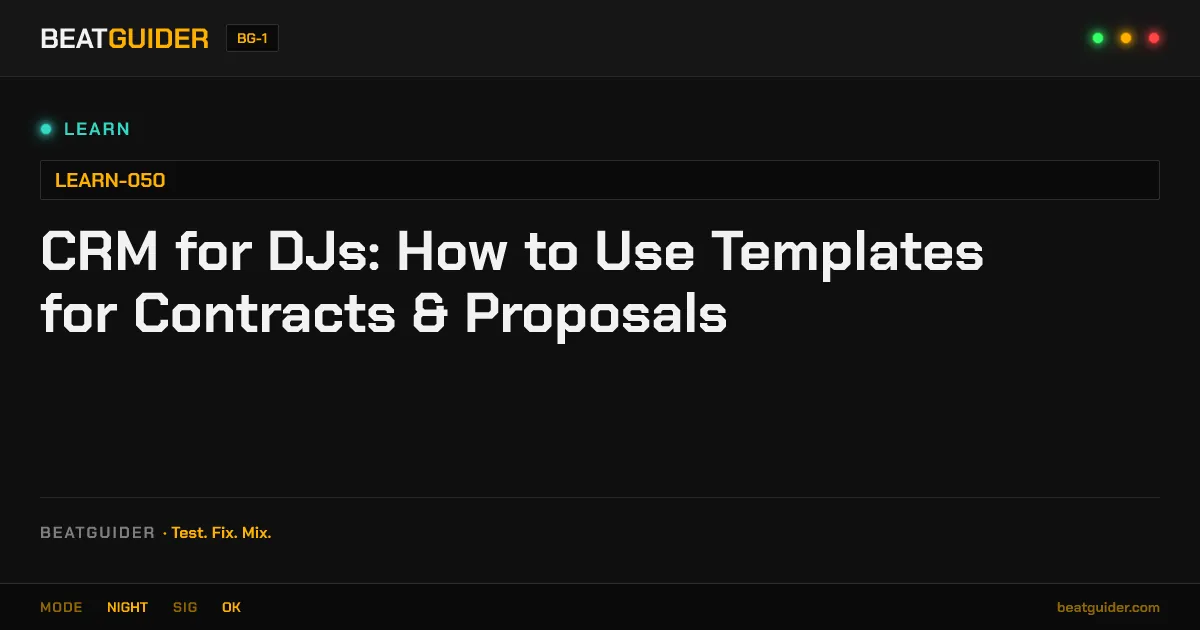 BEATGUIDER BG-1
LEARN
LEARN-050
CRM for DJs: How to Use Templates
for Contracts & Proposals
BEATGUIDER · Test. Fix. Mix.
MODE NIGHT SIG OK beatguider.com